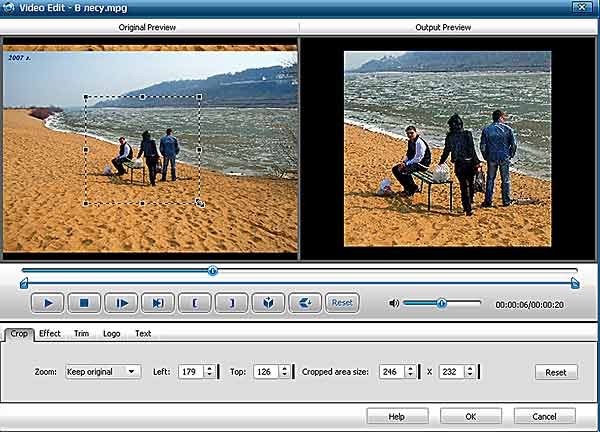 Video Edit - В лесу.mpg
Original Preview
Output Preview
2007 г.
Reset
00:00:06/00:00:20
Crop Effect Trim Logo Text
Zoom: Keep original Left: 179 Top: 126 Cropped area size: 246 X 232 Reset
Help OK Cancel